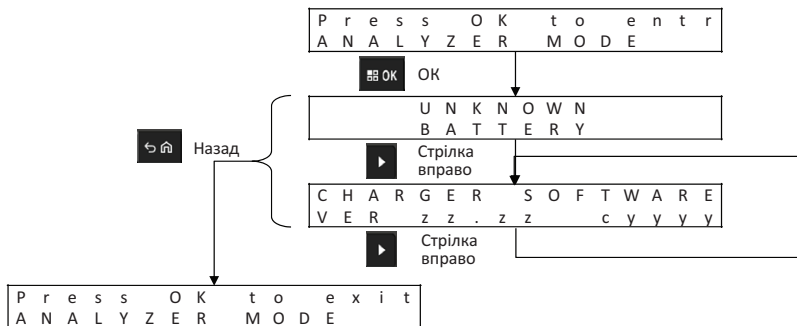 Press OK to entr
ANALYZER MODE
OK OK
UNKNOWN
BATTERY
Назад
Стрілка
вправо
CHARGER SOFTWARE
VER zz.zz cyyyy
Стрілка
вправо
Press OK to exit
ANALYZER MODE